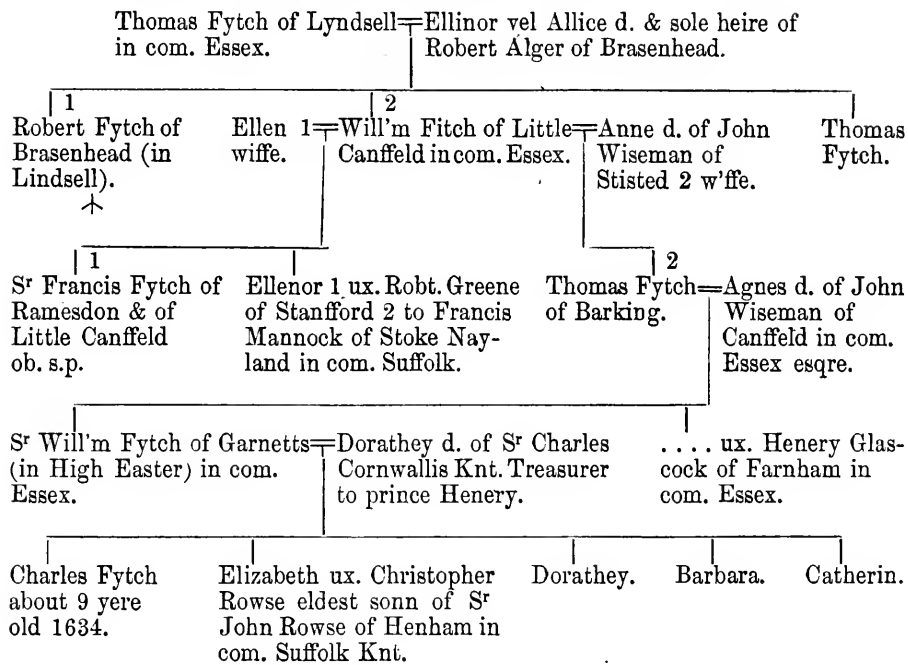 Thomas Fytch of Lyndsell
in com. Essex.
Ellinor vel Allice d. & sole heire of
Robert Alger of Brasenhead.
1
Robert Fytch of
Brasenhead (in
Lindsell).
Ellen 1
wiffe.
2
Will'm Fitch of Little
Canffeld in com. Essex.
Anne d. of John
Wiseman of
Stisted 2 w'ffe.
Thomas
Fytch.
1
Sr Francis Fytch of
Ramesdon & of
Little Canffeld
ob. s.p.
Ellenor 1 ux. Robt. Greene
of Stanfford 2 to Francis
Mannock of Stoke Nay-
land in com. Suffolk.
2
Thomas Fytch
of Barking.
Agnes d. of John
Wiseman of
Canffeld in com.
Essex esqre.
Sr Will'm Fytch of Garnetts
(in High Easter) in com.
Essex.
Dorathey d. of Sr Charles
Cornwallis Knt. Treasurer
to prince Henery.
.... ux. Henery Glas-
cock of Farnham in
com. Essex.
Charles Fytch
about 9 yere
old 1634.
Elizabeth ux. Christopher
Rowse eldest sonn of Sr
John Rowse of Henham in
com. Suffolk Knt.
Dorathey.
Barbara.
Catherin.